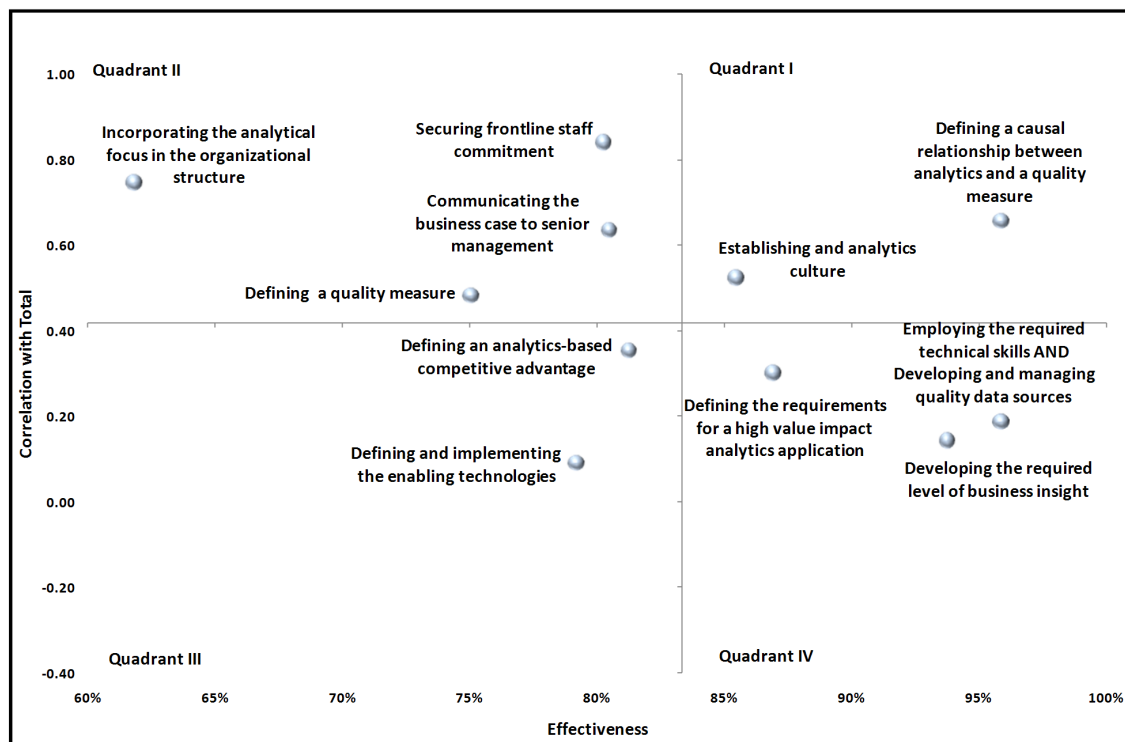 Quadrant II
Quadrant I
1.00
0.80
0.60
0.40
0.20
0.00
-0.20
-0.40
Correlation with Total
Incorporating the analytical
focus in the organizational
structure
Securing frontline staff
commitment
Defining a causal
relationship between
analytics and a quality
measure
Communicating the
business case to senior
management
Establishing and analytics
culture
Defining  a quality measure
Defining an analytics-based
competitive advantage
Employing the required
technical skills AND
Developing and managing
quality data sources
Defining the requirements
for a high value impact
analytics application
Defining and implementing
the enabling technologies
Developing the required
level of business insight
Quadrant III
Quadrant IV
60%
65%
70%
75%
80%
85%
90%
95%
100%
Effectiveness